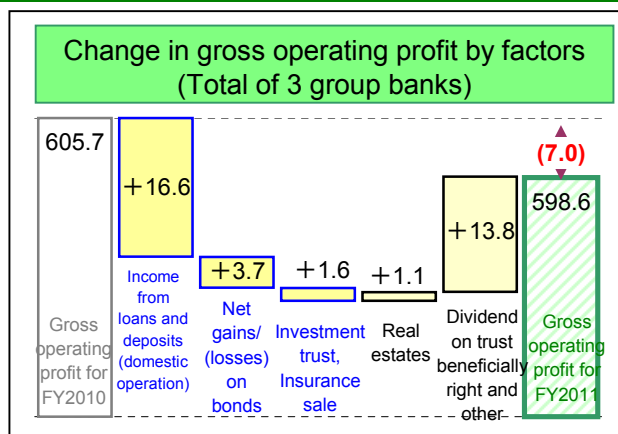 Change in gross operating profit by factors
(Total of 3 group banks)
605.7
Gross
operating
profit for
FY2010
+16.6
Income
from
loans and
deposits
(domestic
operation)
+3.7
Net
gains/
(losses)
on
bonds
+1.6
Investment
trust,
Insurance
sale
+1.1
Real
estates
+13.8
Dividend
on trust
beneficially
right and
other
(7.0)
598.6
Gross
operating
profit for
FY2011